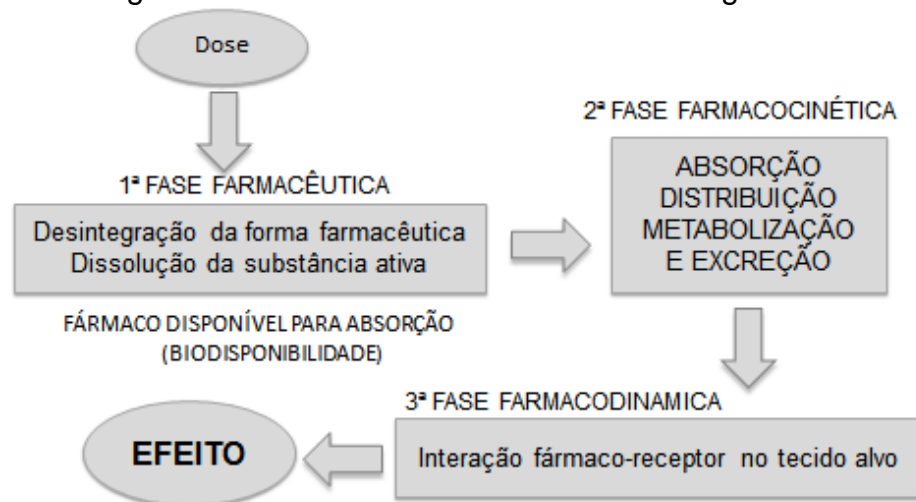 Dose
1ª FASE FARMACÊUTICA
Desintegração da forma farmacêutica
Dissolução da substância ativa
FÁRMACO DISPONÍVEL PARA ABSORÇÃO
(BIODISPONIBILIDADE)
2ª FASE FARMACOCINÉTICA
ABSORÇÃO
DISTRIBUIÇÃO
METABOLIZAÇÃO
E EXCREÇÃO
3ª FASE FARMACODINAMICA
Interação fármaco-receptor no tecido alvo
EFEITO